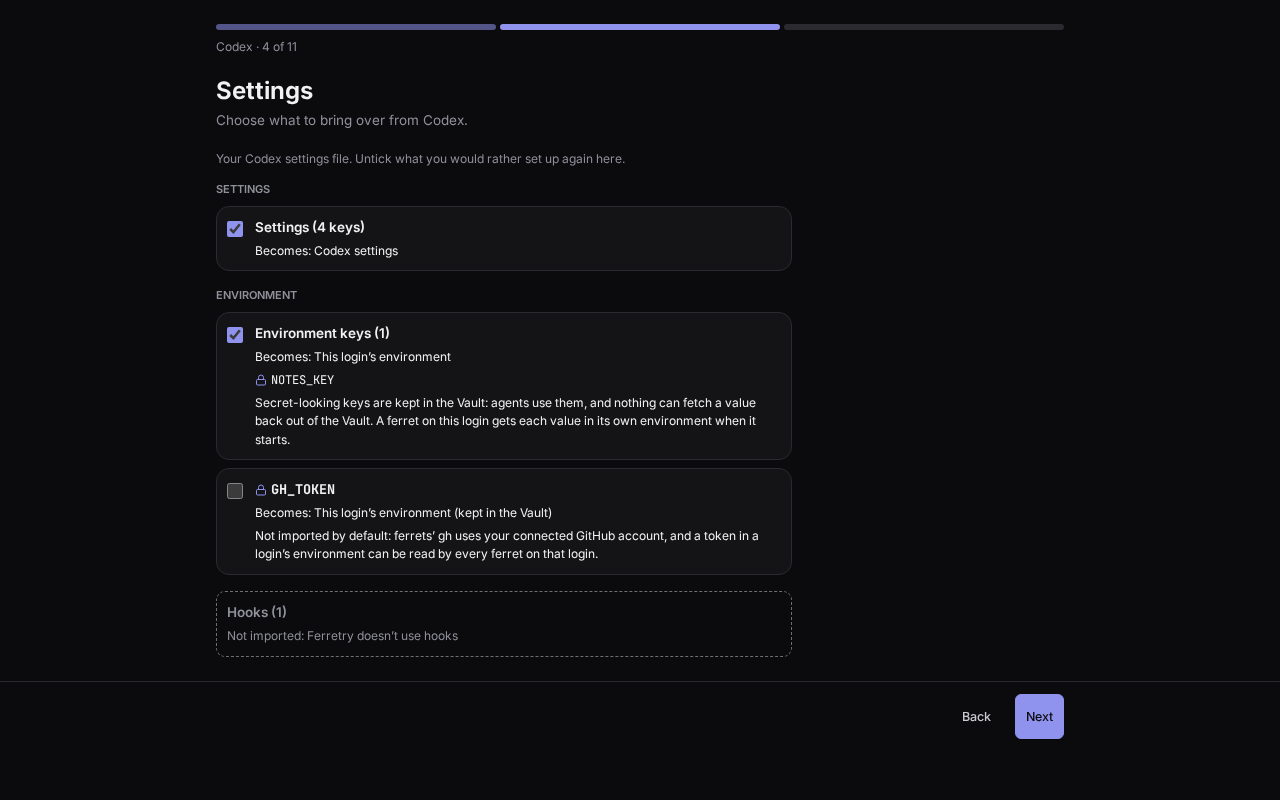 Codex · 4 of 11
Settings
Choose what to bring over from Codex.
Your Codex settings file. Untick what you would rather set up again here.
SETTINGS
Settings (4 keys)
Becomes: Codex settings
ENVIRONMENT
Environment keys (1)
Becomes: This login’s environment
NOTES_KEY
Secret-looking keys are kept in the Vault: agents use them, and nothing can fetch a value
back out of the Vault. A ferret on this login gets each value in its own environment when it
starts.
GH_TOKEN
Becomes: This login’s environment (kept in the Vault)
Not imported by default: ferrets’ gh uses your connected GitHub account, and a token in a
login’s environment can be read by every ferret on that login.
Hooks (1)
Not imported: Ferretry doesn’t use hooks
Back
Next